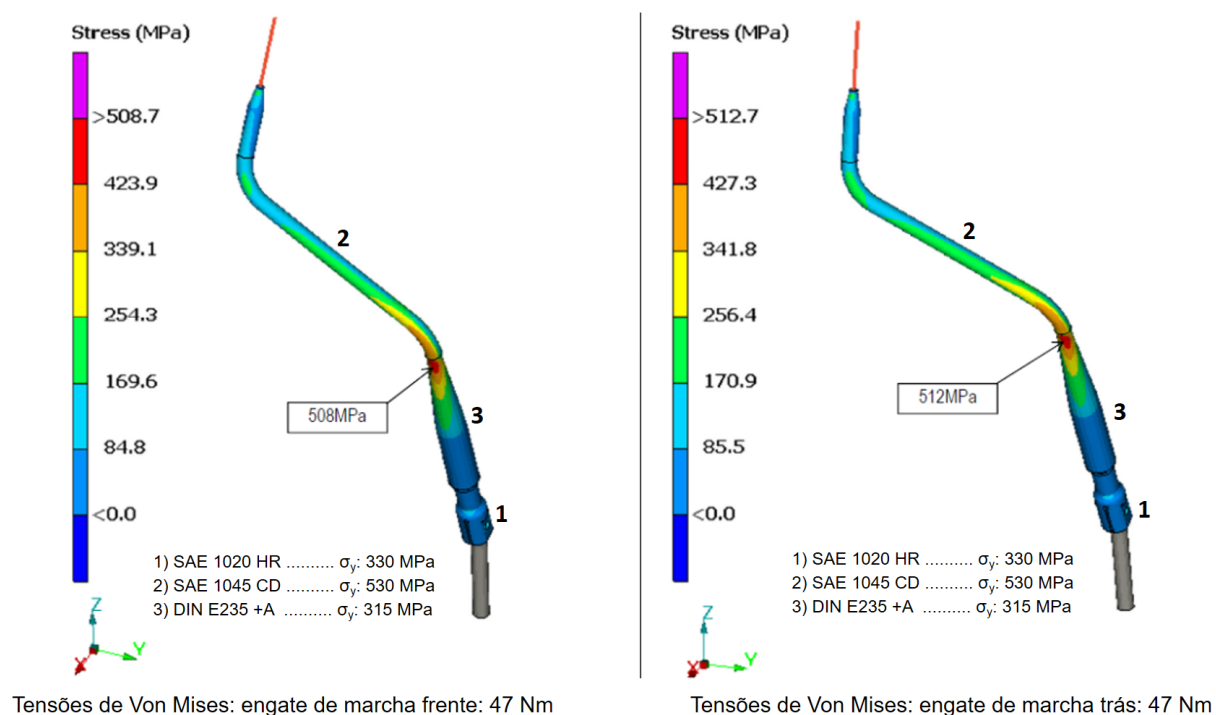 Stress (MPa)
>508.7
423.9
339.1
254.3
169.6
84.8
<0.0
2
508MPa
3
1
1) SAE 1020 HR .......... σy: 330 MPa
2) SAE 1045 CD .......... σy: 530 MPa
3) DIN E235 +A .......... σy: 315 MPa
Z
Y
X
Tensões de Von Mises: engate de marcha frente: 47 Nm
Stress (MPa)
>512.7
427.3
341.8
256.4
170.9
85.5
<0.0
2
512MPa
3
1
1) SAE 1020 HR .......... σy: 330 MPa
2) SAE 1045 CD .......... σy: 530 MPa
3) DIN E235 +A .......... σy: 315 MPa
Z
Y
X
Tensões de Von Mises: engate de marcha trás: 47 Nm